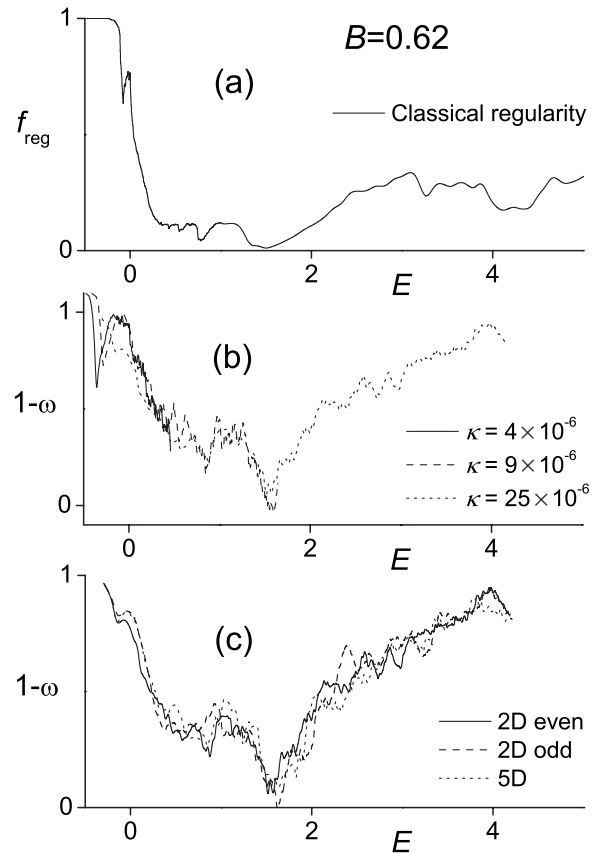 B=0.62
(a)
Classical regularity
f_reg
1
0
0 2 4
E
(b)
1
1-ω
0
κ = 4×10⁻⁶
κ = 9×10⁻⁶
κ = 25×10⁻⁶
0 2 4
E
(c)
1
1-ω
0
2D even
2D odd
5D
0 2 4
E